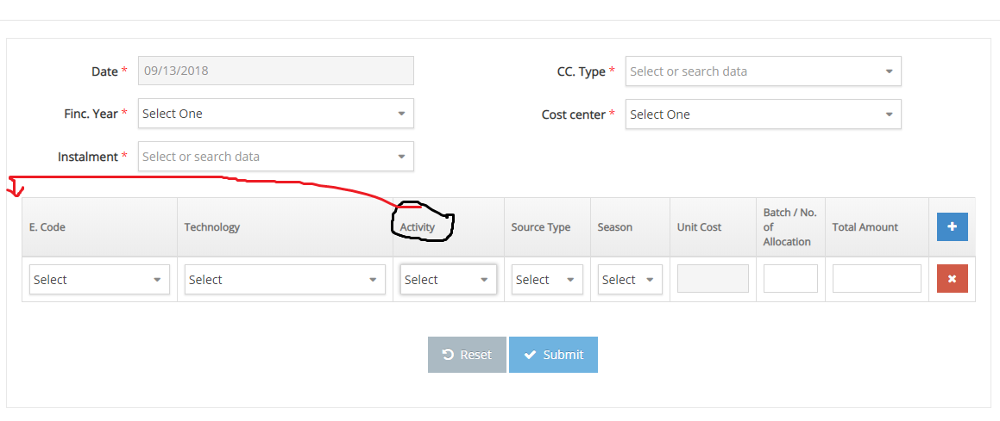 Date * 09/13/2018
CC. Type * Select or search data
Finc. Year * Select One
Cost center * Select One
Instalment * Select or search data
E. Code
Technology
Activity
Source Type
Season
Unit Cost
Batch / No.
of
Allocation
Total Amount
Select
Select
Select
Select
Select
Reset
Submit